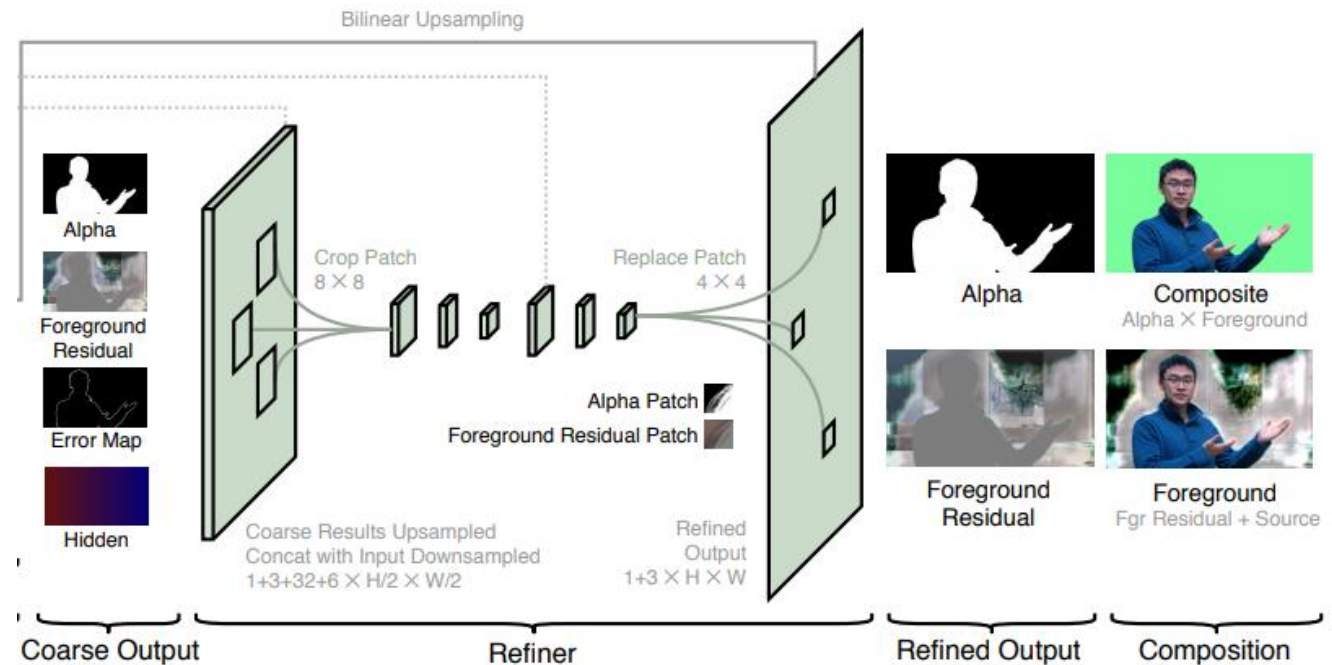 Bilinear Upsampling
Alpha
Foreground
Residual
Error Map
Hidden
Crop Patch
8 × 8
Replace Patch
4 × 4
Alpha Patch
Foreground Residual Patch
Coarse Results Upsampled
Concat with Input Downsampled
1+3+32+6 × H/2 × W/2
Refined
Output
1+3 × H × W
Alpha
Composite
Alpha × Foreground
Foreground
Residual
Foreground
Fgr Residual + Source
Coarse Output
Refiner
Refined Output
Composition